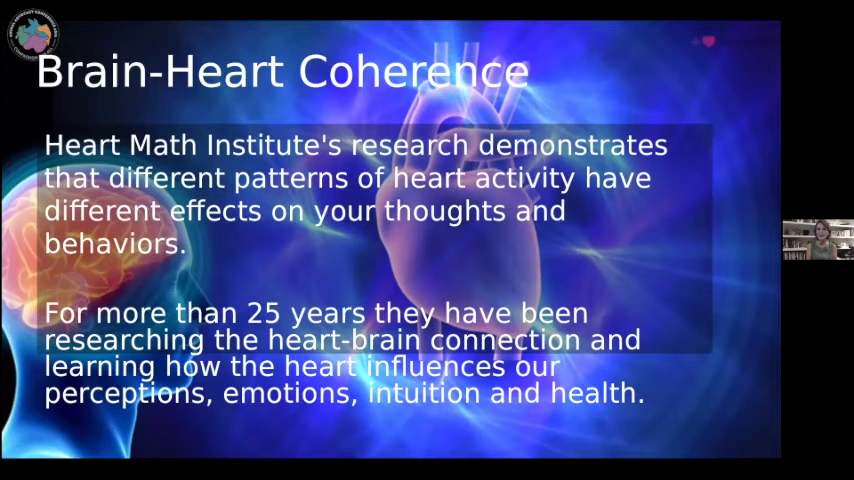 Brain-Heart Coherence
Heart Math Institute's research demonstrates
that different patterns of heart activity have
different effects on your thoughts and
behaviors.
For more than 25 years they have been
researching the heart-brain connection and
learning how the heart influences our
perceptions, emotions, intuition and health.